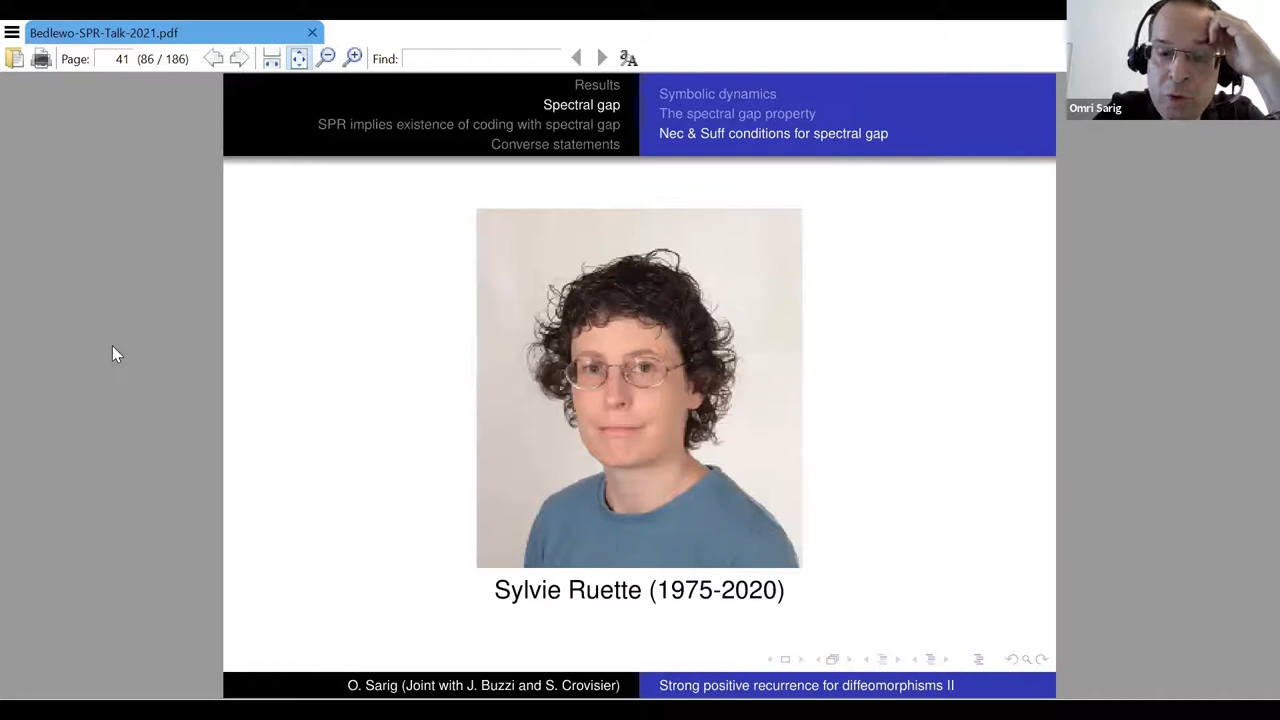 Bedlewo-SPR-Talk-2021.pdf
Page: 41 (86 / 186) Find:
Omri Sarig
Results
Spectral gap
SPR implies existence of coding with spectral gap
Converse statements
Symbolic dynamics
The spectral gap property
Nec & Suff conditions for spectral gap
Sylvie Ruette (1975-2020)
O. Sarig (Joint with J. Buzzi and S. Crovisier)
Strong positive recurrence for diffeomorphisms II